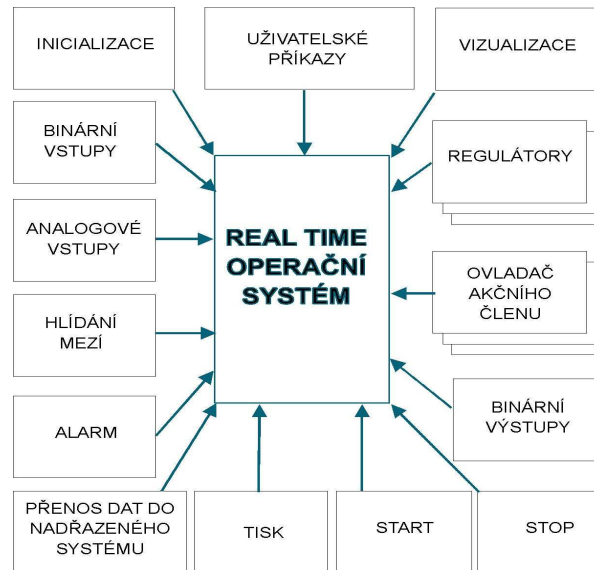 INICIALIZACE
UŽIVATELSKÉ
PŘÍKAZY
VIZUALIZACE
BINÁRNÍ
VSTUPY
REGULÁTORY
ANALOGOVÉ
VSTUPY
REAL TIME
OPERAČNÍ
SYSTÉM
OVLADAČ
AKČNÍHO
ČLENU
HLÍDÁNÍ
MEZÍ
ALARM
BINÁRNÍ
VÝSTUPY
PŘENOS DAT DO
NADŘAZENÉHO
SYSTÉMU
TISK
START
STOP